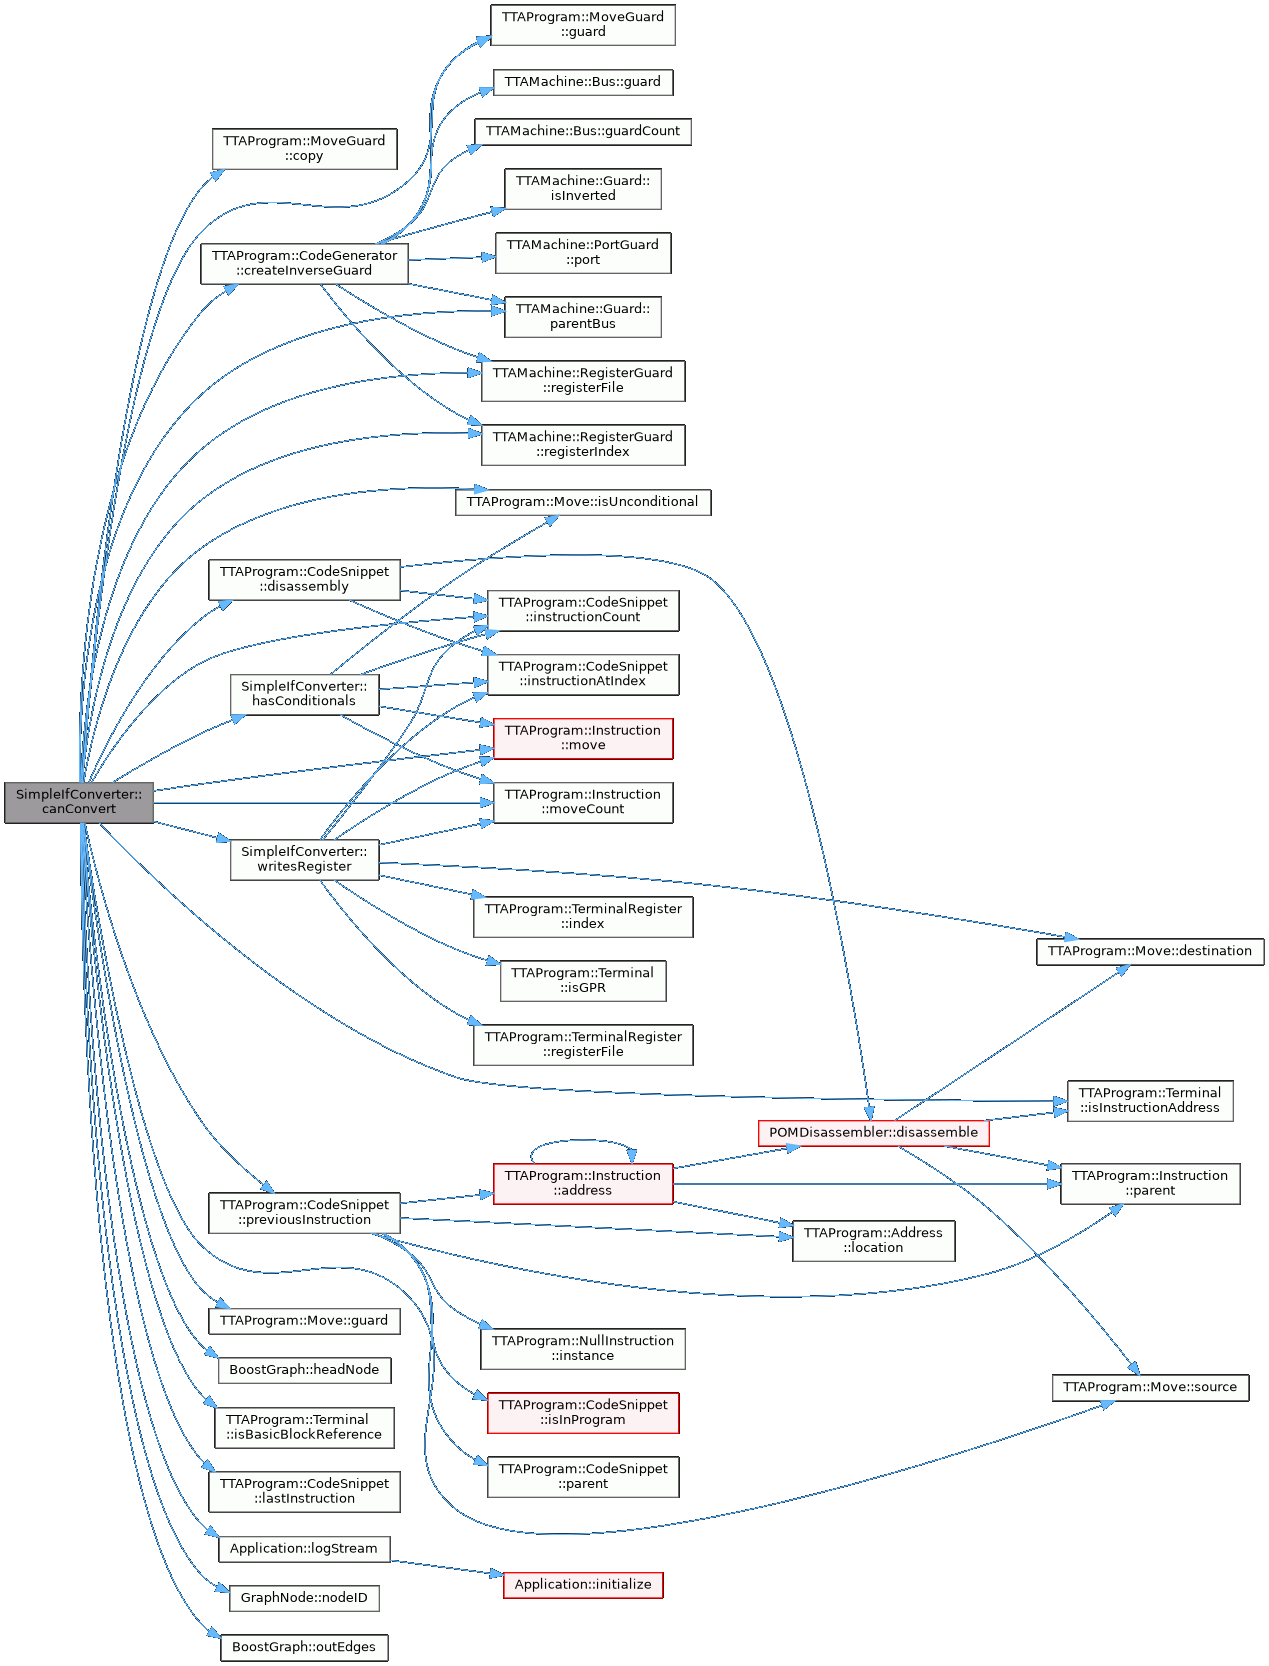 TTAProgram::MoveGuard
::guard
TTAMachine::Bus::guard
TTAMachine::Bus::guardCount
TTAProgram::MoveGuard
::copy
TTAMachine::Guard::
isInverted
TTAProgram::CodeGenerator
::createInverseGuard
TTAMachine::PortGuard
::port
TTAMachine::Guard::
parentBus
TTAMachine::RegisterGuard
::registerFile
TTAMachine::RegisterGuard
::registerIndex
TTAProgram::Move::isUnconditional
TTAProgram::CodeSnippet
::disassembly
TTAProgram::CodeSnippet
::instructionCount
TTAProgram::CodeSnippet
::instructionAtIndex
SimpleIfConverter::
hasConditionals
TTAProgram::Instruction
::move
SimpleIfConverter::
canConvert
TTAProgram::Instruction
::moveCount
SimpleIfConverter::
writesRegister
TTAProgram::TerminalRegister
::index
TTAProgram::Move::destination
TTAProgram::Terminal
::isGPR
TTAProgram::TerminalRegister
::registerFile
TTAProgram::Terminal
::isInstructionAddress
POMDisassembler::disassemble
TTAProgram::Instruction
::address
TTAProgram::Instruction
::parent
TTAProgram::CodeSnippet
::previousInstruction
TTAProgram::Address
::location
TTAProgram::Move::guard
TTAProgram::NullInstruction
::instance
BoostGraph::headNode
TTAProgram::Move::source
TTAProgram::CodeSnippet
::isInProgram
TTAProgram::Terminal
::isBasicBlockReference
TTAProgram::CodeSnippet
::parent
TTAProgram::CodeSnippet
::lastInstruction
Application::logStream
Application::initialize
GraphNode::nodeID
BoostGraph::outEdges